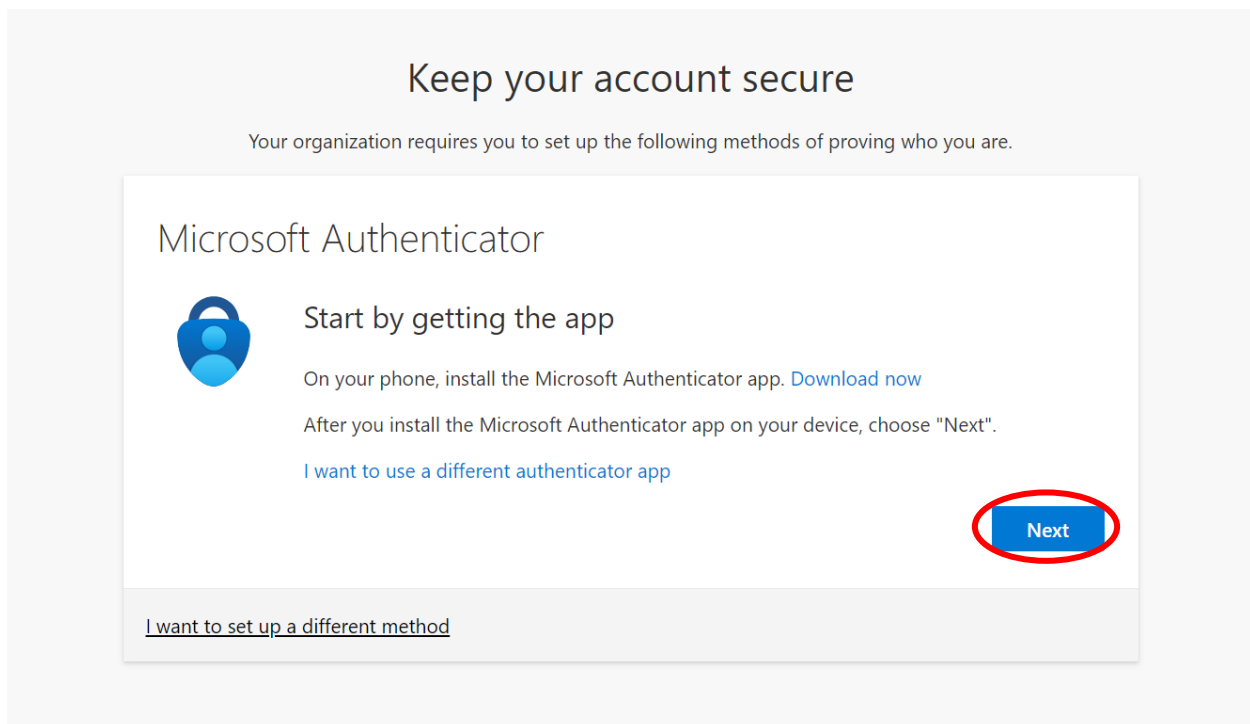 Keep your account secure
Your organization requires you to set up the following methods of proving who you are.
Microsoft Authenticator
Start by getting the app
On your phone, install the Microsoft Authenticator app. Download now
After you install the Microsoft Authenticator app on your device, choose "Next".
I want to use a different authenticator app
Next
I want to set up a different method